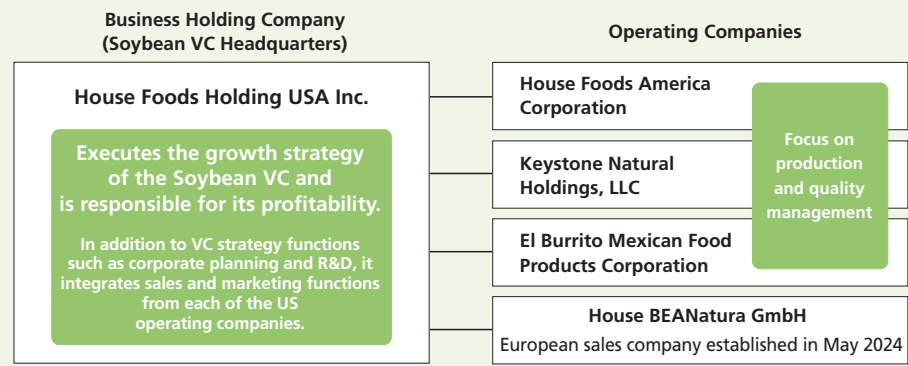 Business Holding Company
(Soybean VC Headquarters)
House Foods Holding USA Inc.
Executes the growth strategy
of the Soybean VC and
is responsible for its profitability.
In addition to VC strategy functions
such as corporate planning and R&D, it
integrates sales and marketing functions
from each of the US
operating companies.
Operating Companies
House Foods America
Corporation
Keystone Natural
Holdings, LLC
El Burrito Mexican Food
Products Corporation
Focus on
production
and quality
management
House BEANatura GmbH
European sales company established in May 2024